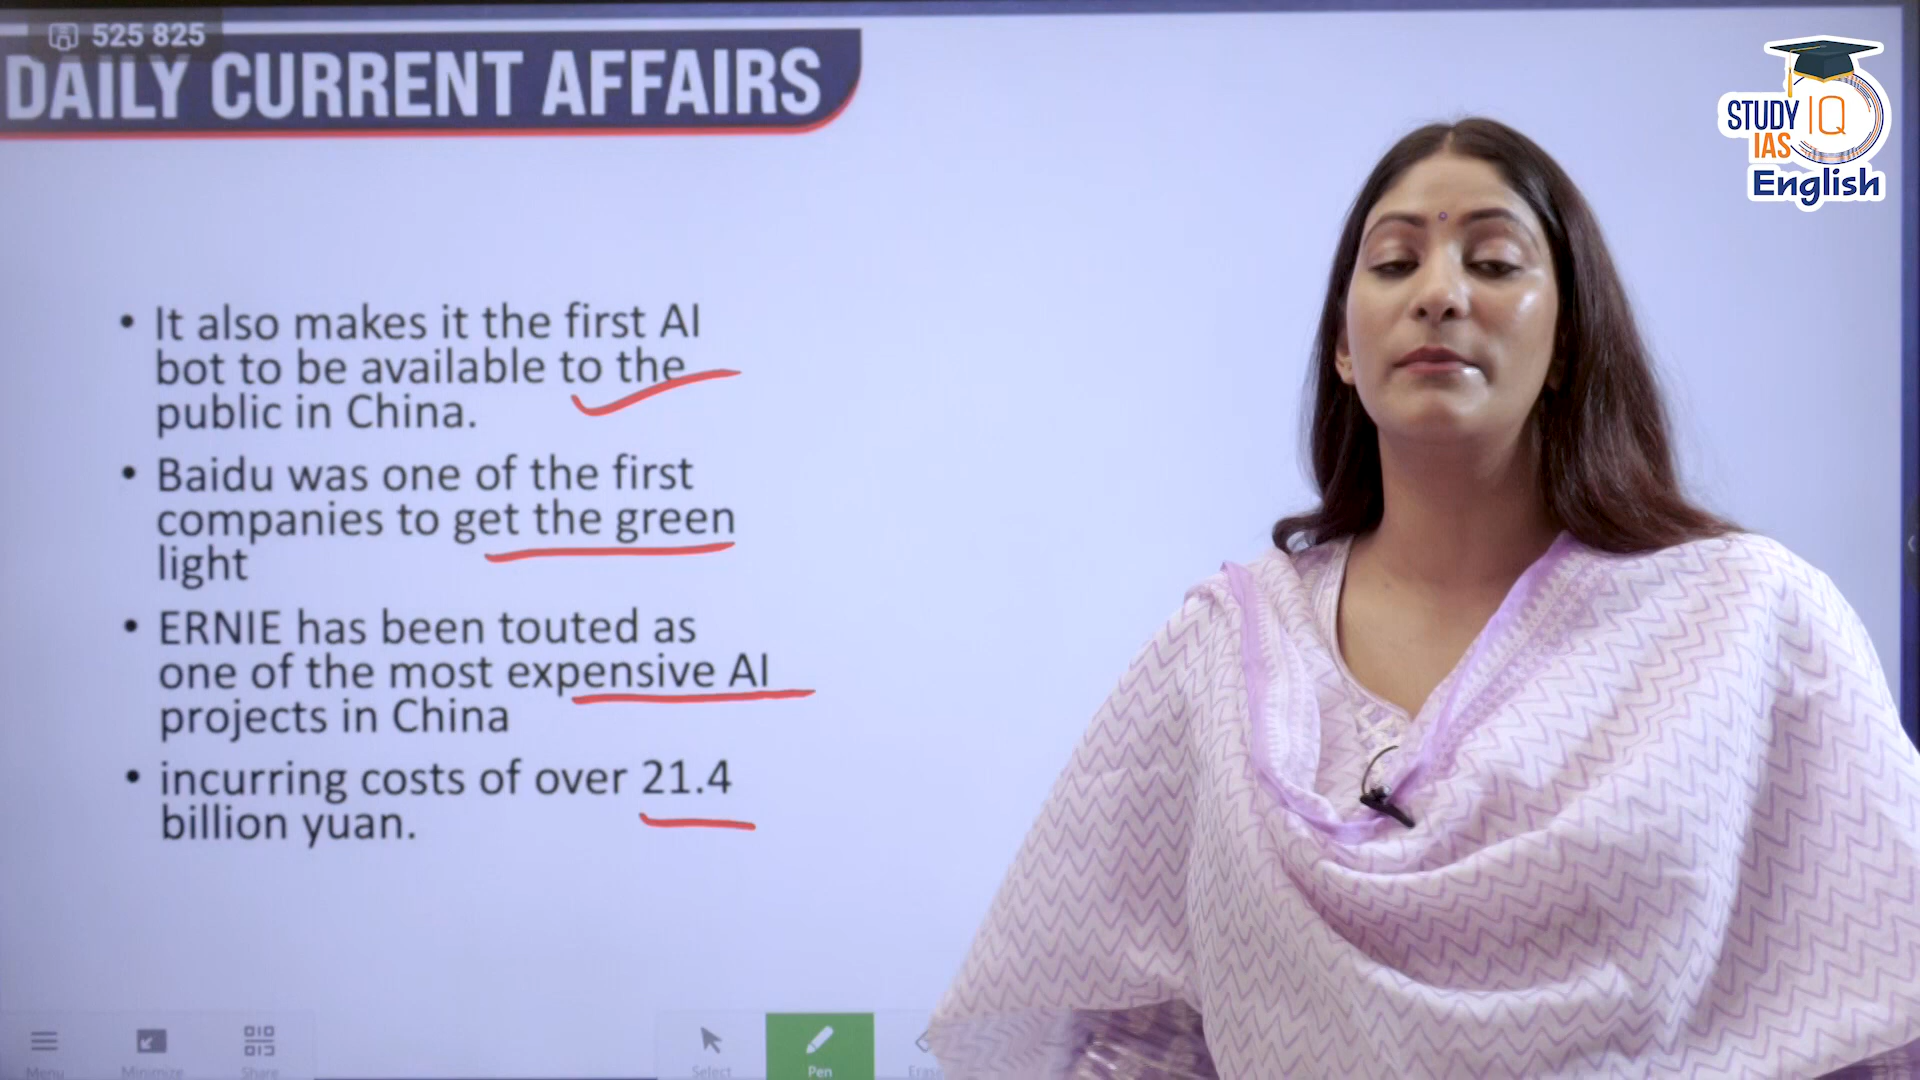 525 825
DAILY CURRENT AFFAIRS
STUDY IQ
IAS
English
• It also makes it the first AI
bot to be available to the
public in China.
• Baidu was one of the first
companies to get the green
light
• ERNIE has been touted as
one of the most expensive AI
projects in China
• incurring costs of over 21.4
billion yuan.
Menu
Minimize
Share
Select
Pen